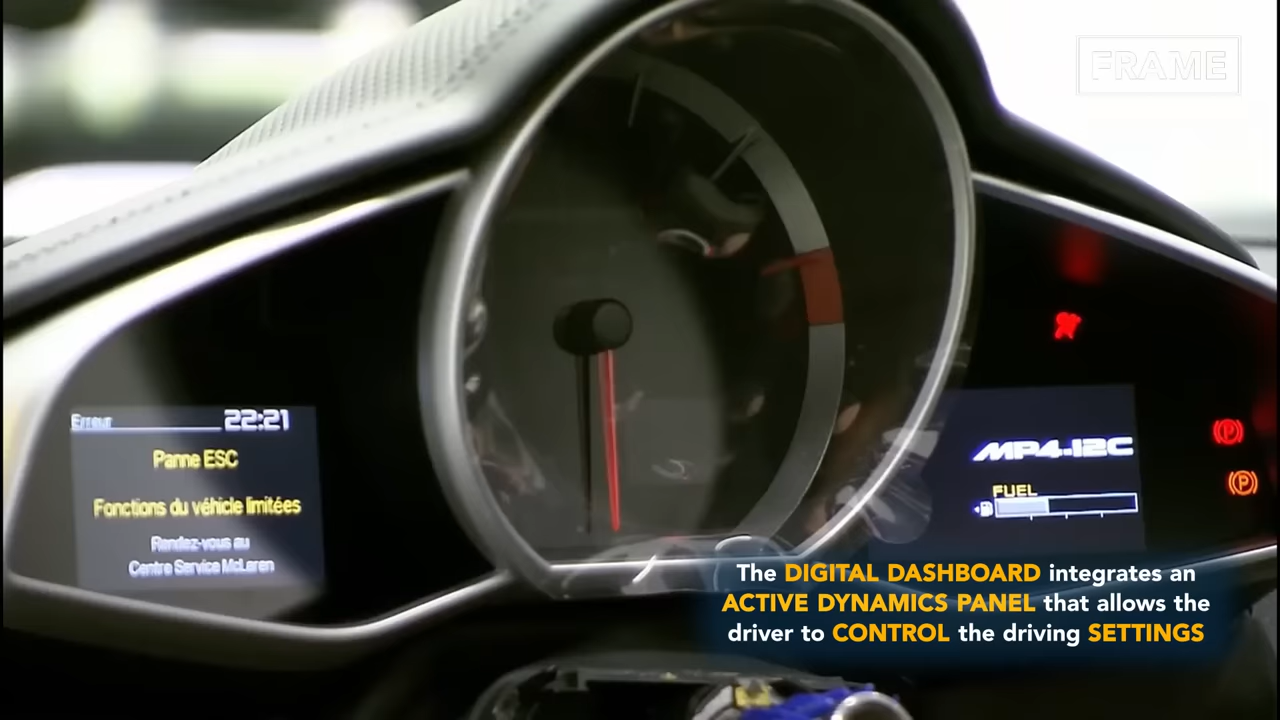 FRAME
Erreur 22:21
Panne ESC
Fonctions du véhicle limitées
Rendez-vous au
Centre Service McLaren
MP4-12C
FUEL
The DIGITAL DASHBOARD integrates an
ACTIVE DYNAMICS PANEL that allows the
driver to CONTROL the driving SETTINGS